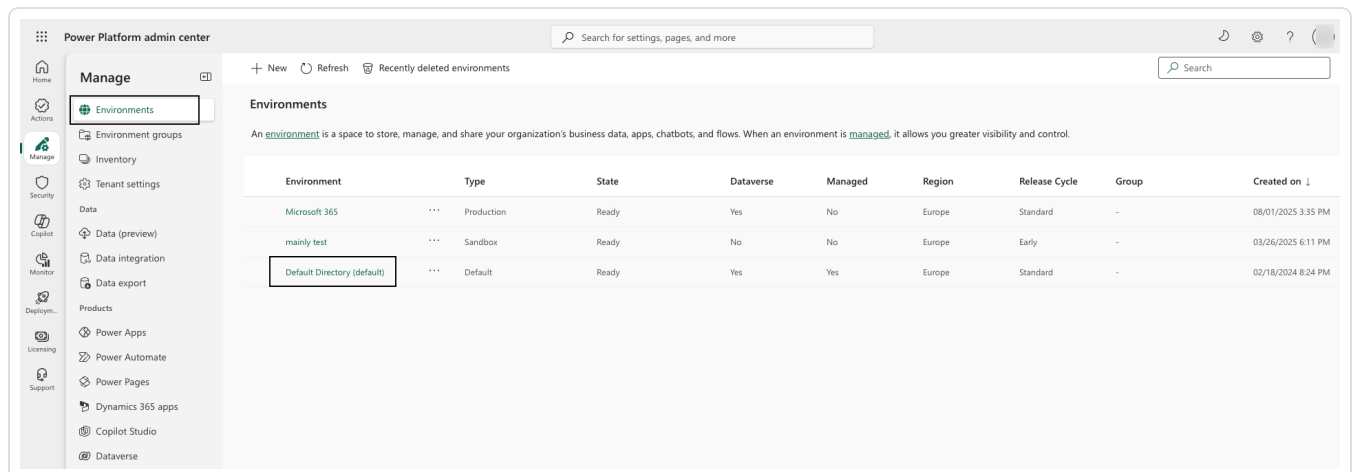 Power Platform admin center
Search for settings, pages, and more
?
Home
Actions
Manage
Security
Copilot
Monitor
Deploym...
Licensing
Support
Manage
Environments
Environment groups
Inventory
Tenant settings
Data
Data (preview)
Data integration
Data export
Products
Power Apps
Power Automate
Power Pages
Dynamics 365 apps
Copilot Studio
Dataverse
New Refresh Recently deleted environments
Search
Environments
An environment is a space to store, manage, and share your organization's business data, apps, chatbots, and flows. When an environment is managed, it allows you greater visibility and control.
Environment Type State Dataverse Managed Region Release Cycle Group Created on ↓
Microsoft 365 ... Production Ready Yes No Europe Standard - 08/01/2025 3:35 PM
mainly test ... Sandbox Ready No No Europe Early - 03/26/2025 6:11 PM
Default Directory (default) ... Default Ready Yes Yes Europe Standard - 02/18/2024 8:24 PM